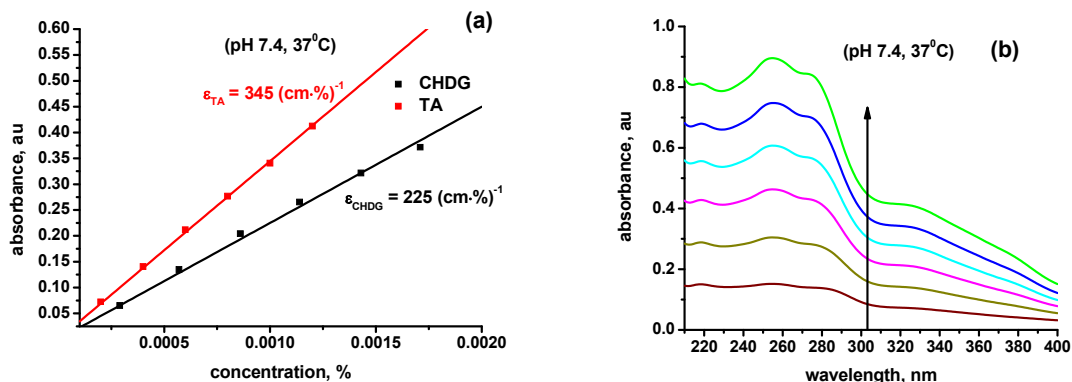 (a)
(pH 7.4, 37⁰C)
ε_TA = 345 (cm·%)⁻¹
CHDG
TA
ε_CHDG = 225 (cm·%)⁻¹
0.60
0.55
0.50
0.45
0.40
0.35
0.30
0.25
0.20
0.15
0.10
0.05
absorbance, au
0.0005 0.0010 0.0015 0.0020
concentration, %
(b)
(pH 7.4, 37⁰C)
1.0
0.8
0.6
0.4
0.2
0.0
absorbance, au
220 240 260 280 300 320 340 360 380 400
wavelength, nm